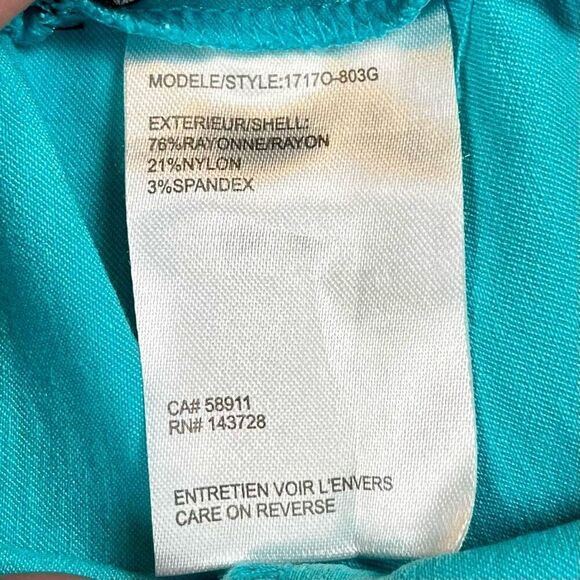 MODELE/STYLE:1717O-803G
EXTERIEUR/SHELL:
76%RAYONNE/RAYON
21%NYLON
3%SPANDEX
CA# 58911
RN# 143728
ENTRETIEN VOIR L'ENVERS
CARE ON REVERSE